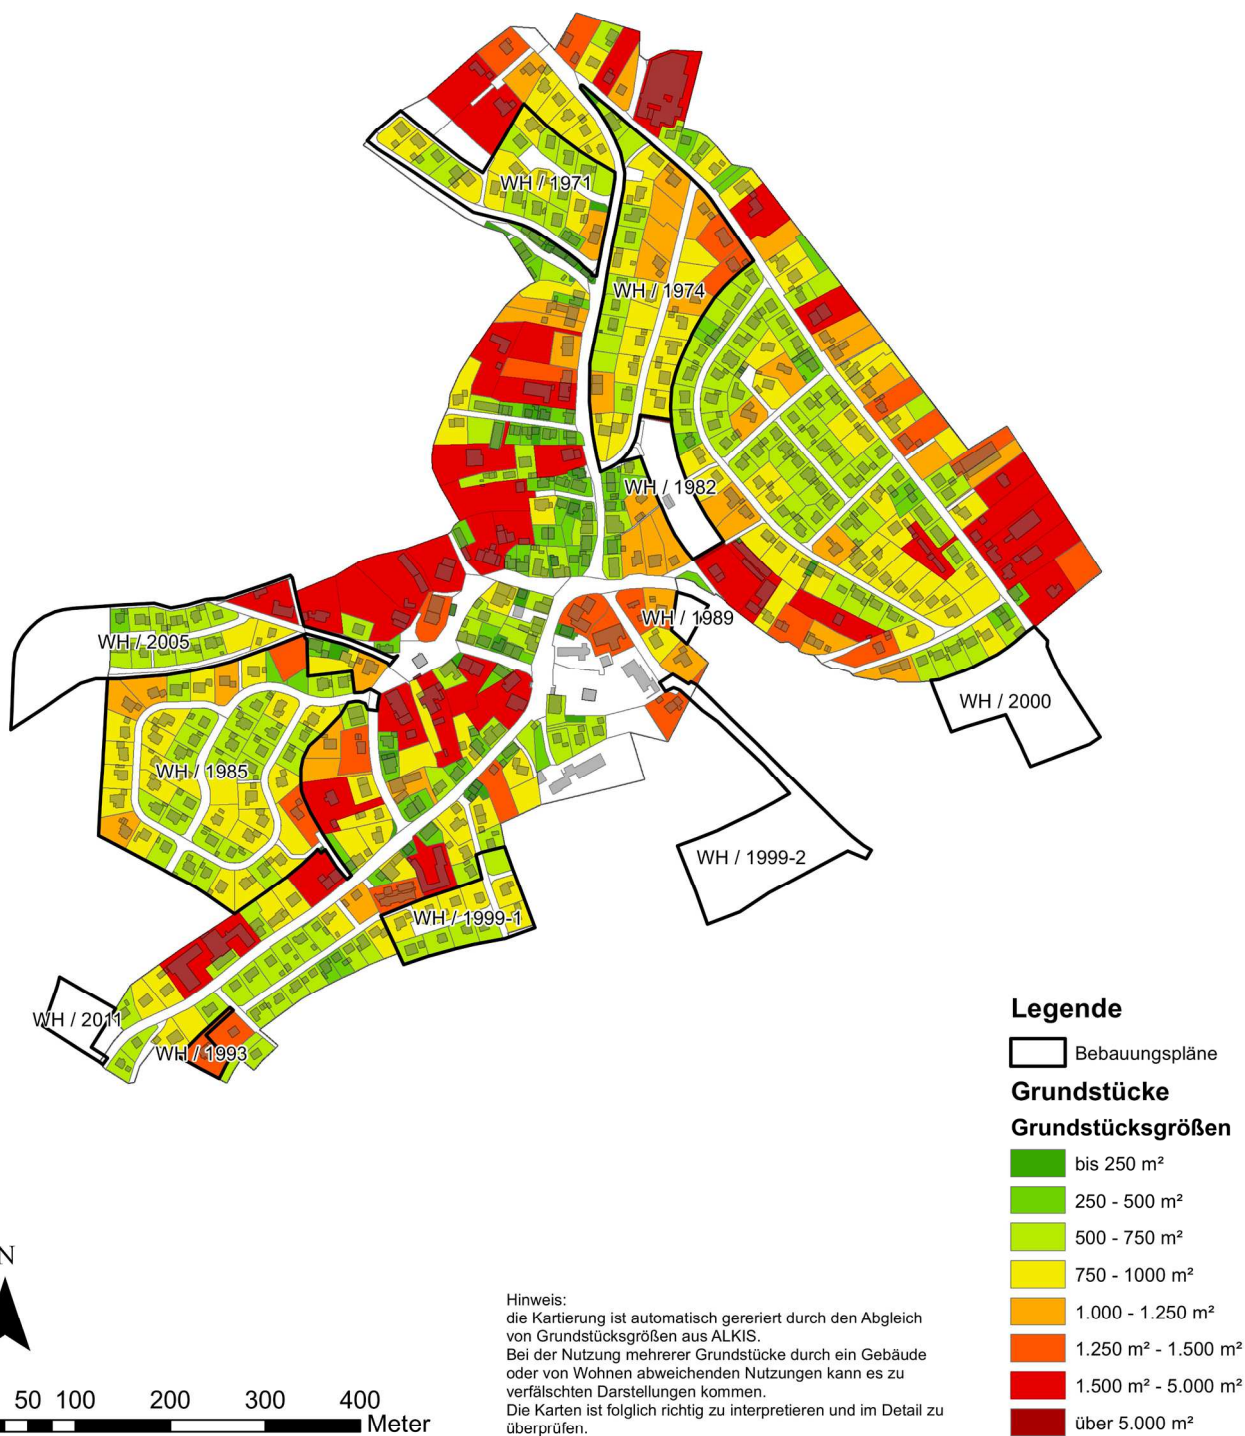 WH / 1971
WH / 1974
WH / 1982
WH / 1989
WH / 2005
WH / 2000
WH / 1985
WH / 1999-2
WH / 1999-1
WH / 2011
WH / 1993
Legende
Bebauungspläne
Grundstücke
Grundstücksgrößen
bis 250 m²
250 - 500 m²
500 - 750 m²
750 - 1000 m²
1.000 - 1.250 m²
1.250 m² - 1.500 m²
1.500 m² - 5.000 m²
über 5.000 m²
N
Hinweis:
die Kartierung ist automatisch gereriert durch den Abgleich
von Grundstücksgrößen aus ALKIS.
Bei der Nutzung mehrerer Grundstücke durch ein Gebäude
oder von Wohnen abweichenden Nutzungen kann es zu
verfälschten Darstellungen kommen.
Die Karten ist folglich richtig zu interpretieren und im Detail zu
überprüfen.
50 100 200 300 400
Meter